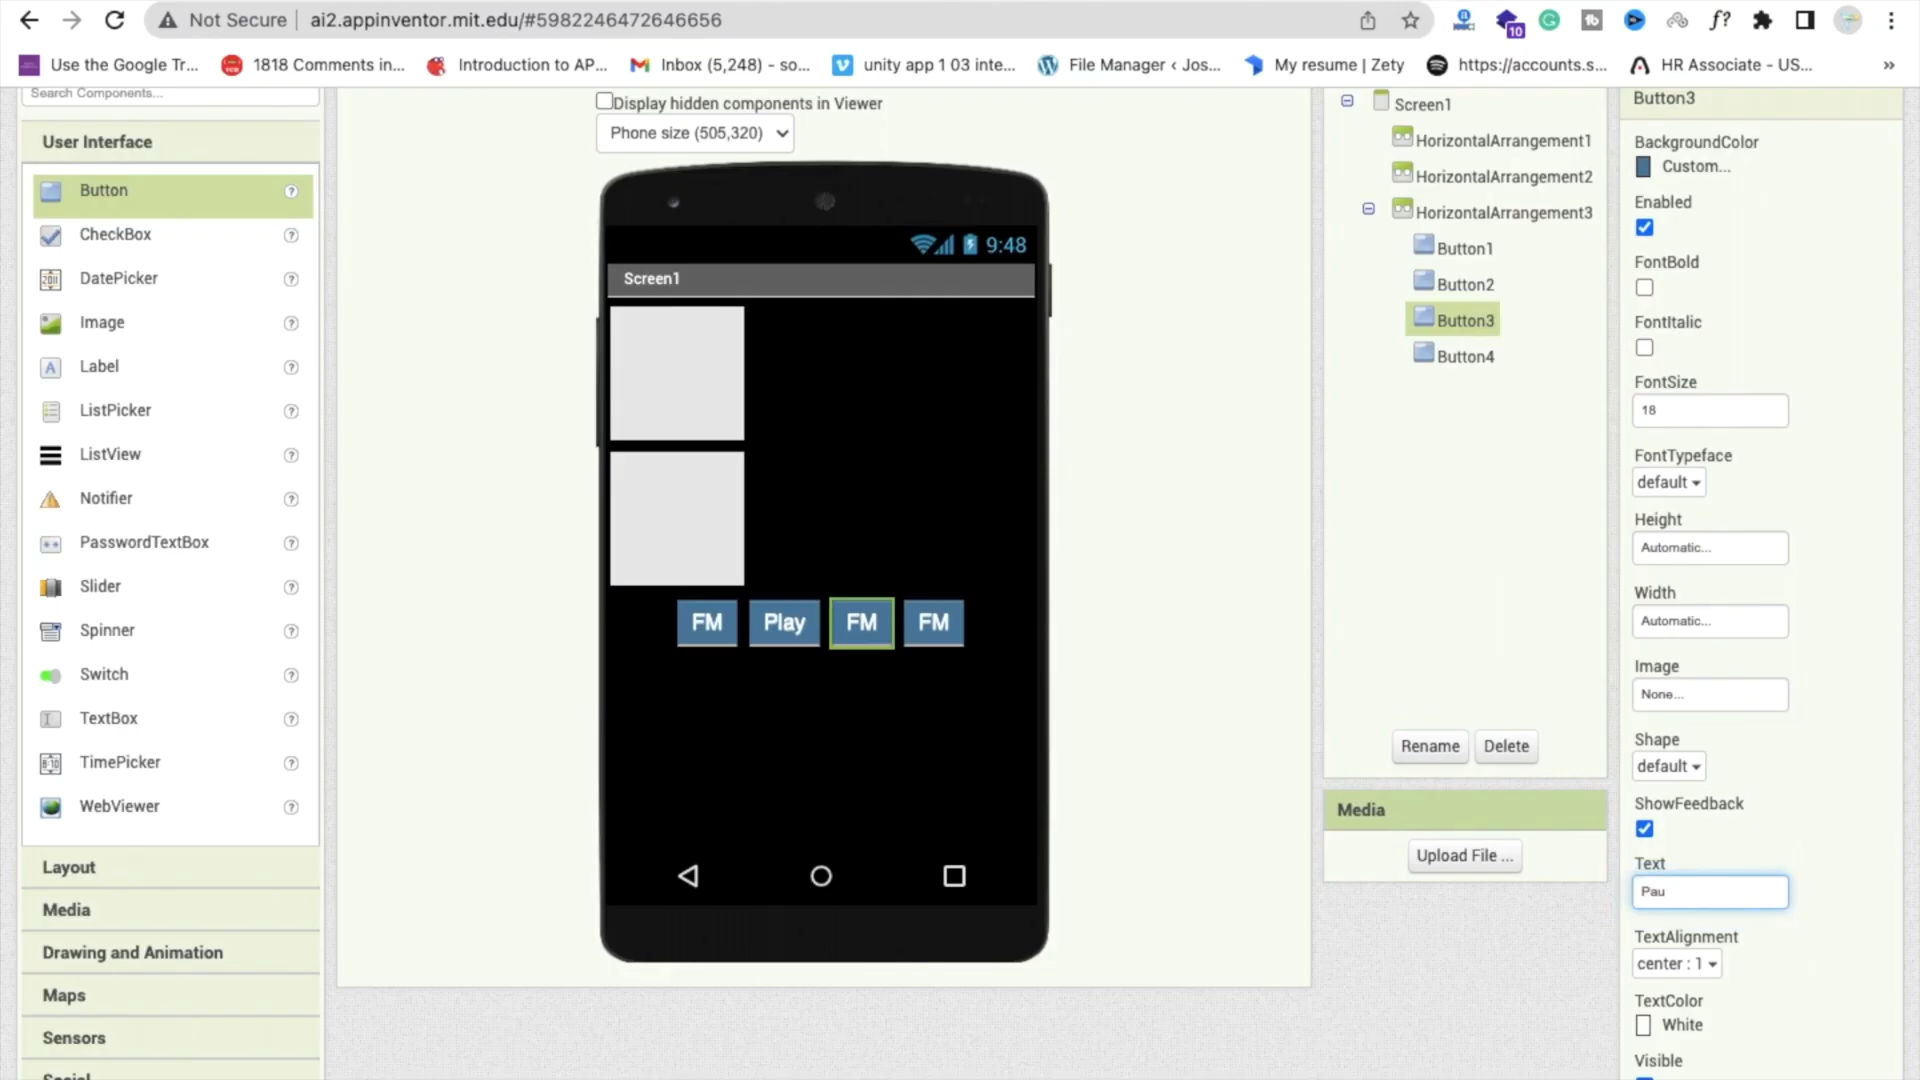 Not Secure
ai2.appinventor.mit.edu/#5982246472646656
10
Use the Google Tr...
1818 Comments in...
Introduction to AP...
Inbox (5,248) - so...
unity app 1 03 inte...
File Manager ‹ Jos...
My resume | Zety
https://accounts.s...
HR Associate - US...
»
Search Components...
User Interface
Button
CheckBox
DatePicker
Image
Label
ListPicker
ListView
Notifier
PasswordTextBox
Slider
Spinner
Switch
TextBox
TimePicker
WebViewer
Layout
Media
Drawing and Animation
Maps
Sensors
Social
Display hidden components in Viewer
Phone size (505,320)
9:48
Screen1
FM
Play
FM
FM
Screen1
HorizontalArrangement1
HorizontalArrangement2
HorizontalArrangement3
Button1
Button2
Button3
Button4
Rename
Delete
Media
Upload File ...
Button3
BackgroundColor
Custom...
Enabled
FontBold
FontItalic
FontSize
18
FontTypeface
default
Height
Automatic...
Width
Automatic...
Image
None...
Shape
default
ShowFeedback
Text
Pau
TextAlignment
center : 1
TextColor
White
Visible